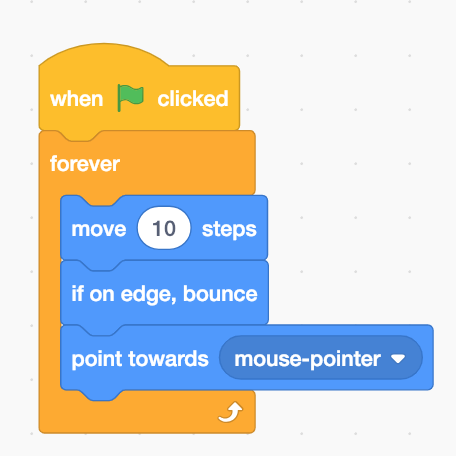 when clicked
forever
move 10 steps
if on edge, bounce
point towards mouse-pointer